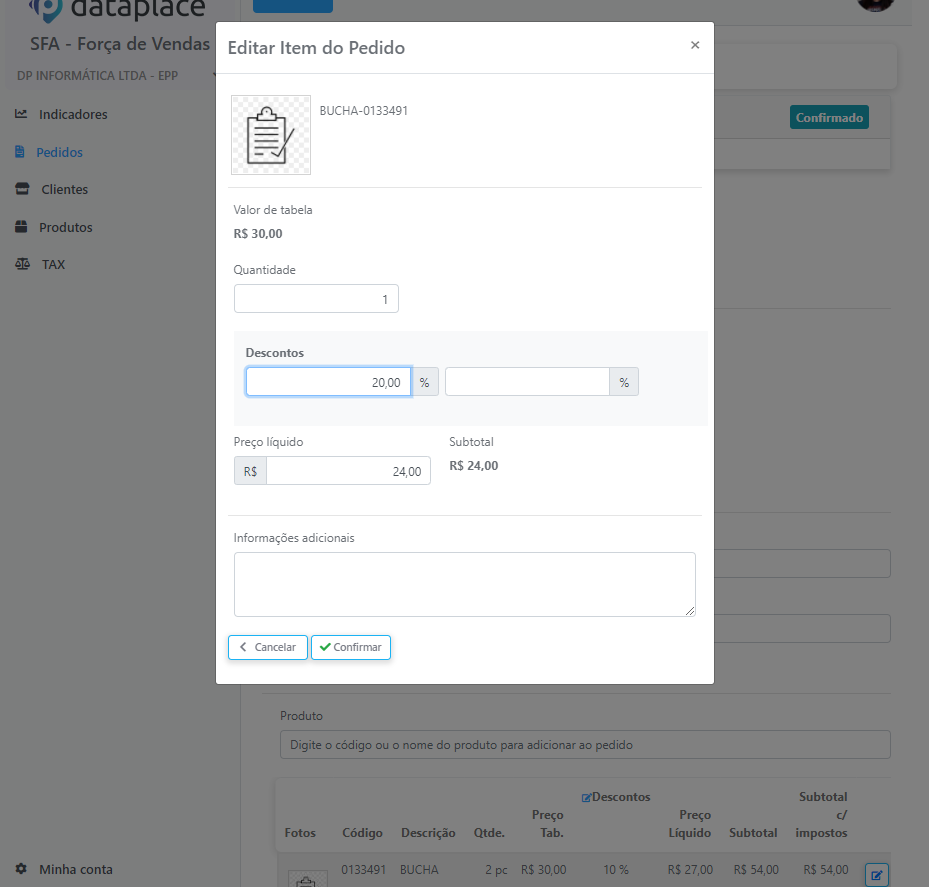 dataplace
SFA - Força de Vendas
DP INFORMÁTICA LTDA - EPP
Indicadores
Pedidos
Clientes
Produtos
TAX
Minha conta
Confirmado
Editar Item do Pedido
×
BUCHA-0133491
Valor de tabela
R$ 30,00
Quantidade
1
Descontos
20,00 % %
Preço líquido Subtotal
R$ 24,00 R$ 24,00
Informações adicionais
Cancelar Confirmar
Produto
Digite o código ou o nome do produto para adicionar ao pedido
Fotos Código Descrição Qtde. Preço Tab. Descontos Preço Líquido Subtotal Subtotal c/ impostos
0133491 BUCHA 2 pc R$ 30,00 10 % R$ 27,00 R$ 54,00 R$ 54,00